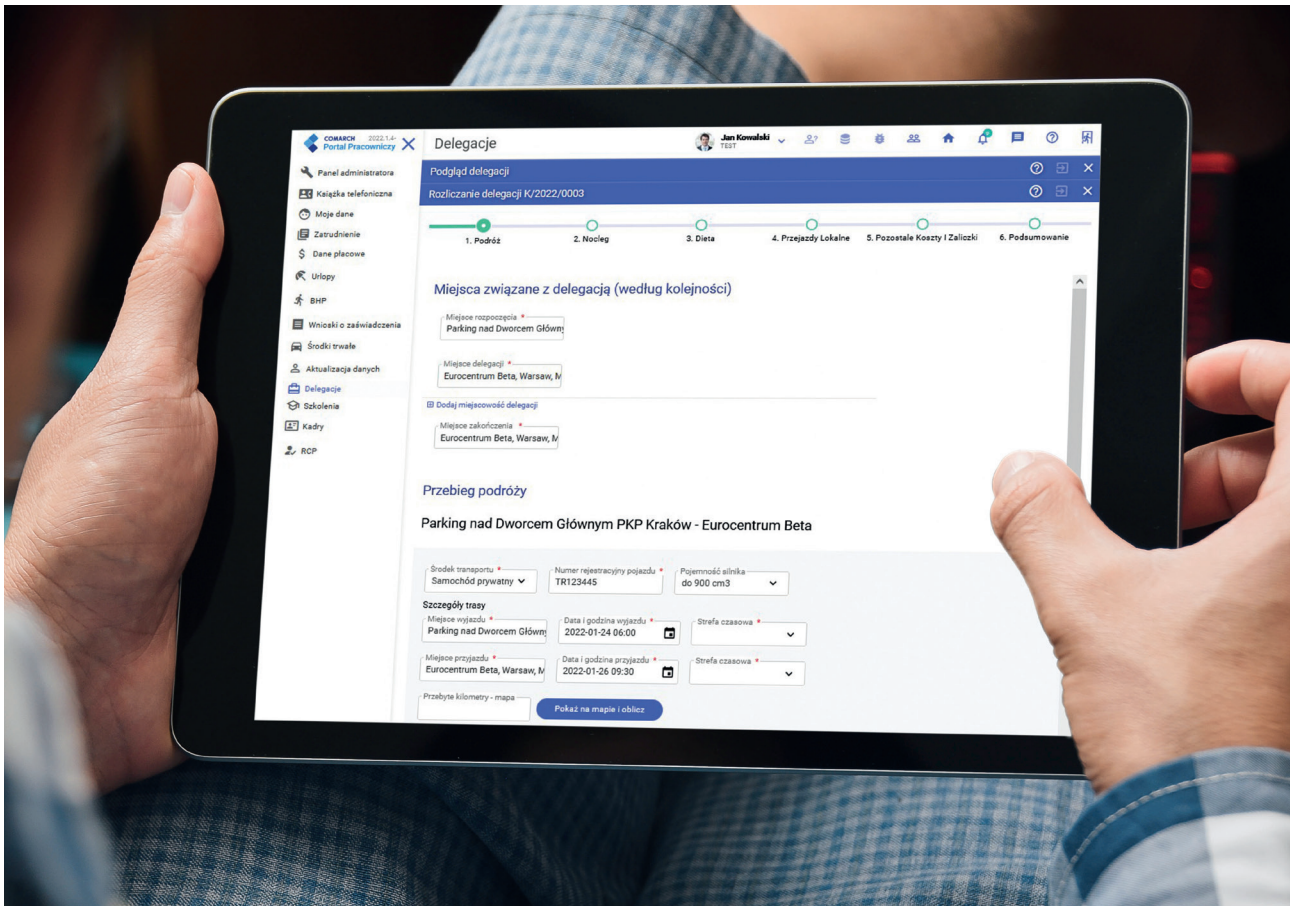 COMARCH 2022.1.4-
Portal Pracowniczy
Delegacje
Jan Kowalski
TEST
Panel administratora
Książka telefoniczna
Moje dane
Zatrudnienie
$ Dane płacowe
Urlopy
BHP
Wnioski o zaświadczenia
Środki trwałe
Aktualizacja danych
Delegacje
Szkolenia
Kadry
RCP
Podgląd delegacji
Rozliczanie delegacji K/2022/0003
1. Podróż
2. Nocleg
3. Dieta
4. Przejazdy Lokalne
5. Pozostałe Koszty I Zaliczki
6. Podsumowanie
Miejsca związane z delegacją (według kolejności)
Miejsce rozpoczęcia *
Parking nad Dworcem Główny
Miejsce delegacji *
Eurocentrum Beta, Warsaw, M
Dodaj miejscowość delegacji
Miejsce zakończenia *
Eurocentrum Beta, Warsaw, M
Przebieg podróży
Parking nad Dworcem Głównym PKP Kraków - Eurocentrum Beta
Środek transportu * Numer rejestracyjny pojazdu * Pojemność silnika
Samochód prywatny TR123445 do 900 cm3
Szczegóły trasy
Miejsce wyjazdu * Data i godzina wyjazdu * Strefa czasowa *
Parking nad Dworcem Główny 2022-01-24 06:00
Miejsce przyjazdu * Data i godzina przyjazdu * Strefa czasowa *
Eurocentrum Beta, Warsaw, M 2022-01-26 09:30
Przebyte kilometry - mapa
Pokaż na mapie i oblicz